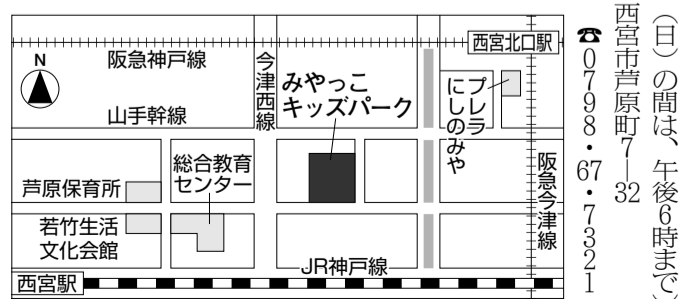 （日）の間は、午後6時まで）
西宮市芦原町7―32
☎0798・67・7321
西宮北口駅
阪急神戸線
N
今津西線
みやっこ
キッズパーク
プレラ
にしのみや
山手幹線
総合教育
センター
芦原保育所
阪急今津線
若竹生活
文化会館
JR神戸線
西宮駅